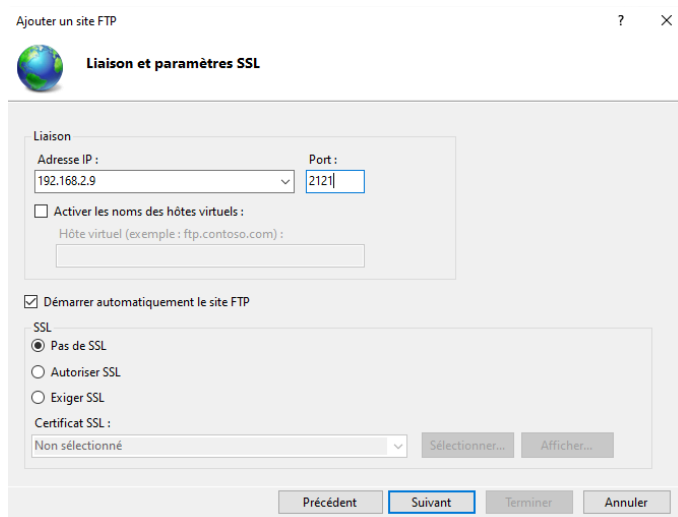 Ajouter un site FTP
?
Liaison et paramètres SSL
Liaison
Adresse IP :
Port :
192.168.2.9
2121
Activer les noms des hôtes virtuels :
Hôte virtuel (exemple : ftp.contoso.com) :
Démarrer automatiquement le site FTP
SSL
Pas de SSL
Autoriser SSL
Exiger SSL
Certificat SSL :
Non sélectionné
Sélectionner...
Afficher...
Précédent
Suivant
Terminer
Annuler